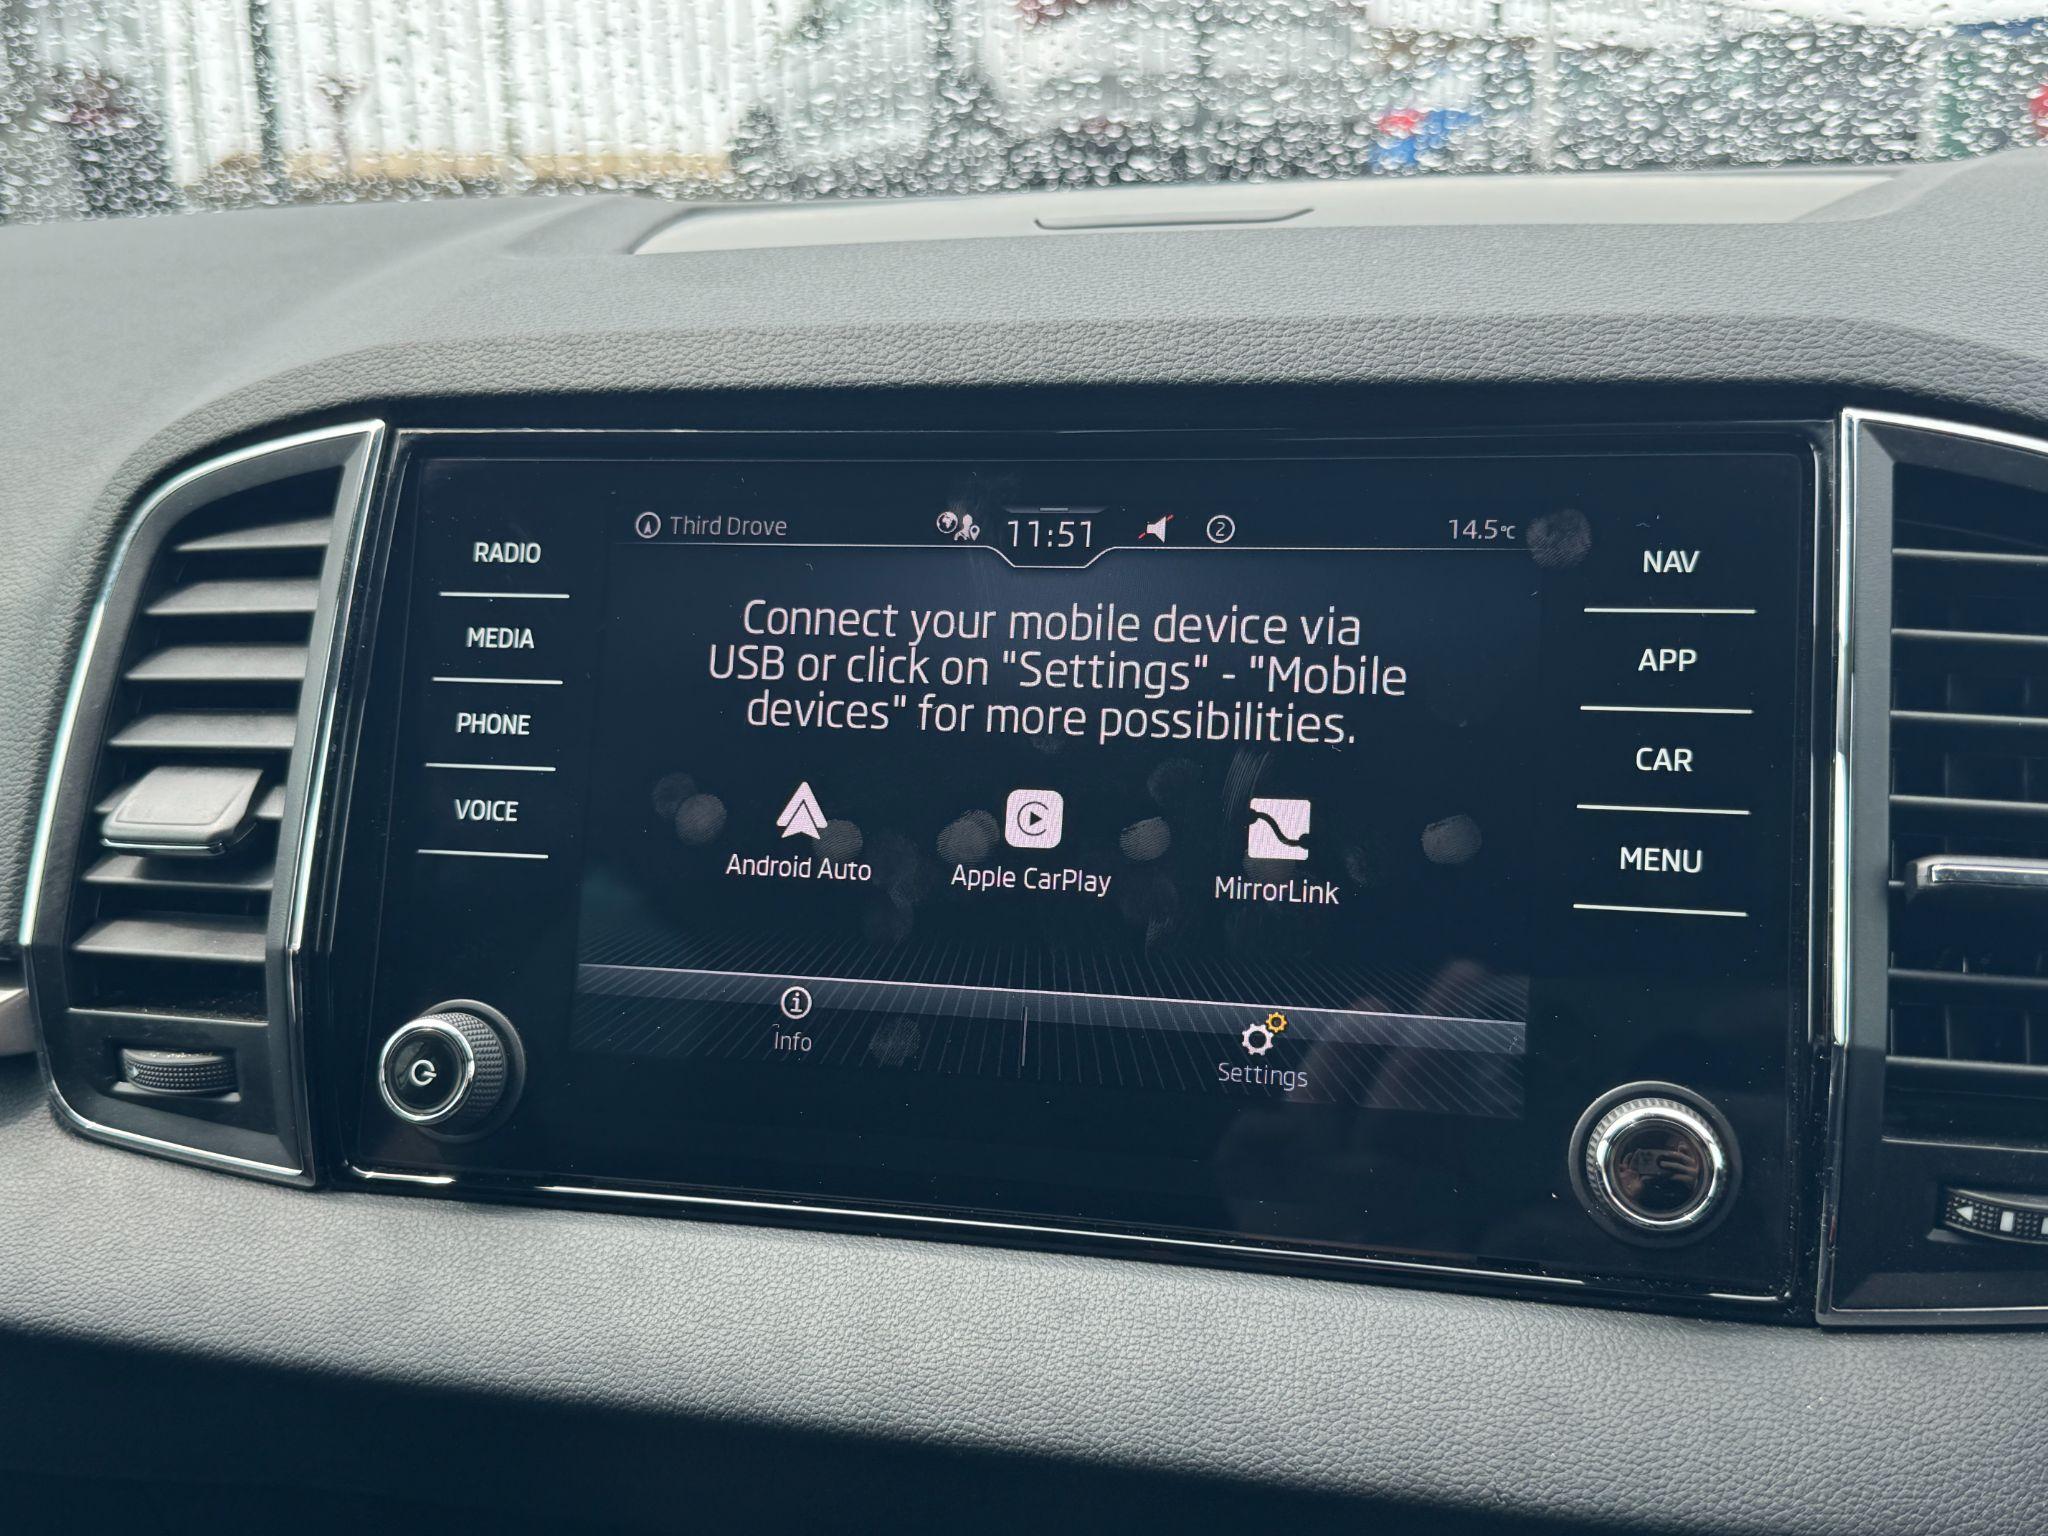 Third Drove
11:51
2
14.5°C
RADIO
MEDIA
PHONE
VOICE
Connect your mobile device via
USB or click on "Settings" - "Mobile
devices" for more possibilities.
Android Auto
Apple CarPlay
MirrorLink
Info
Settings
NAV
APP
CAR
MENU